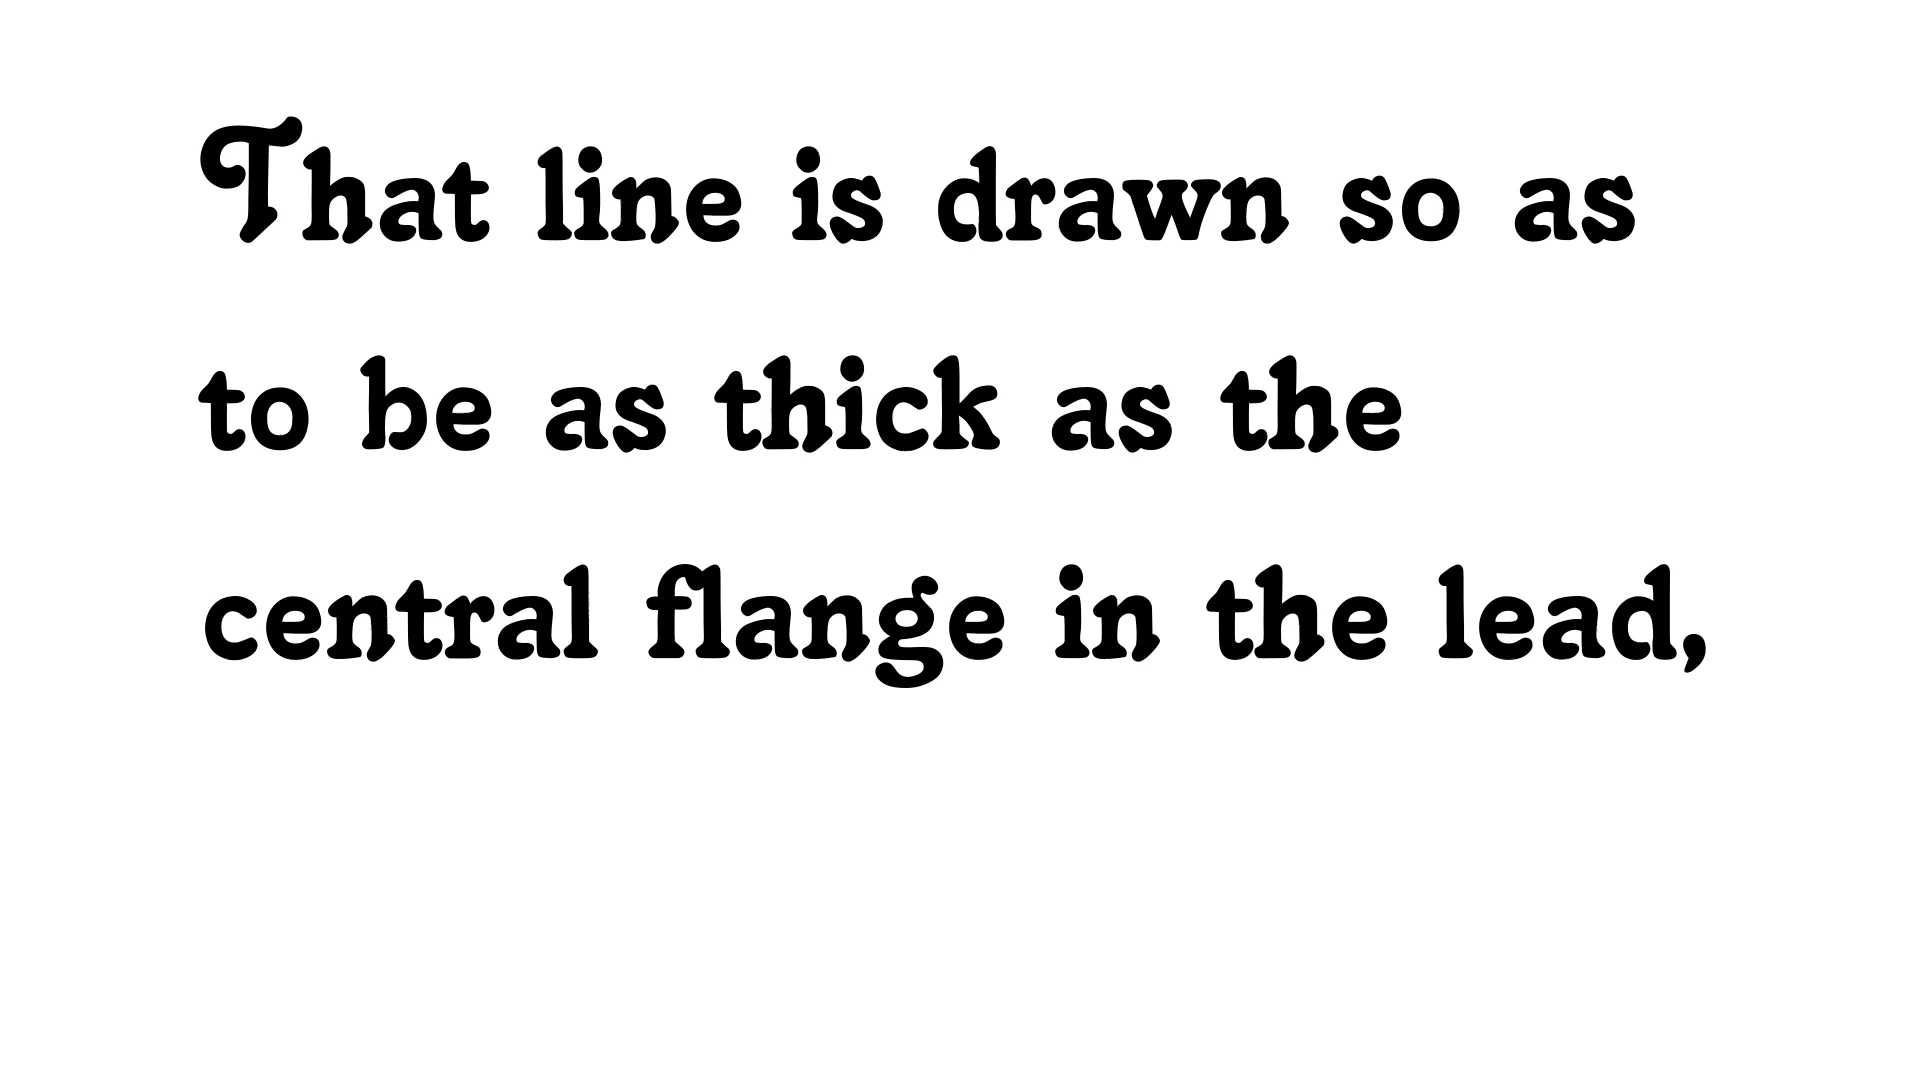 That line is drawn so as
to be as thick as the
central flange in the lead,